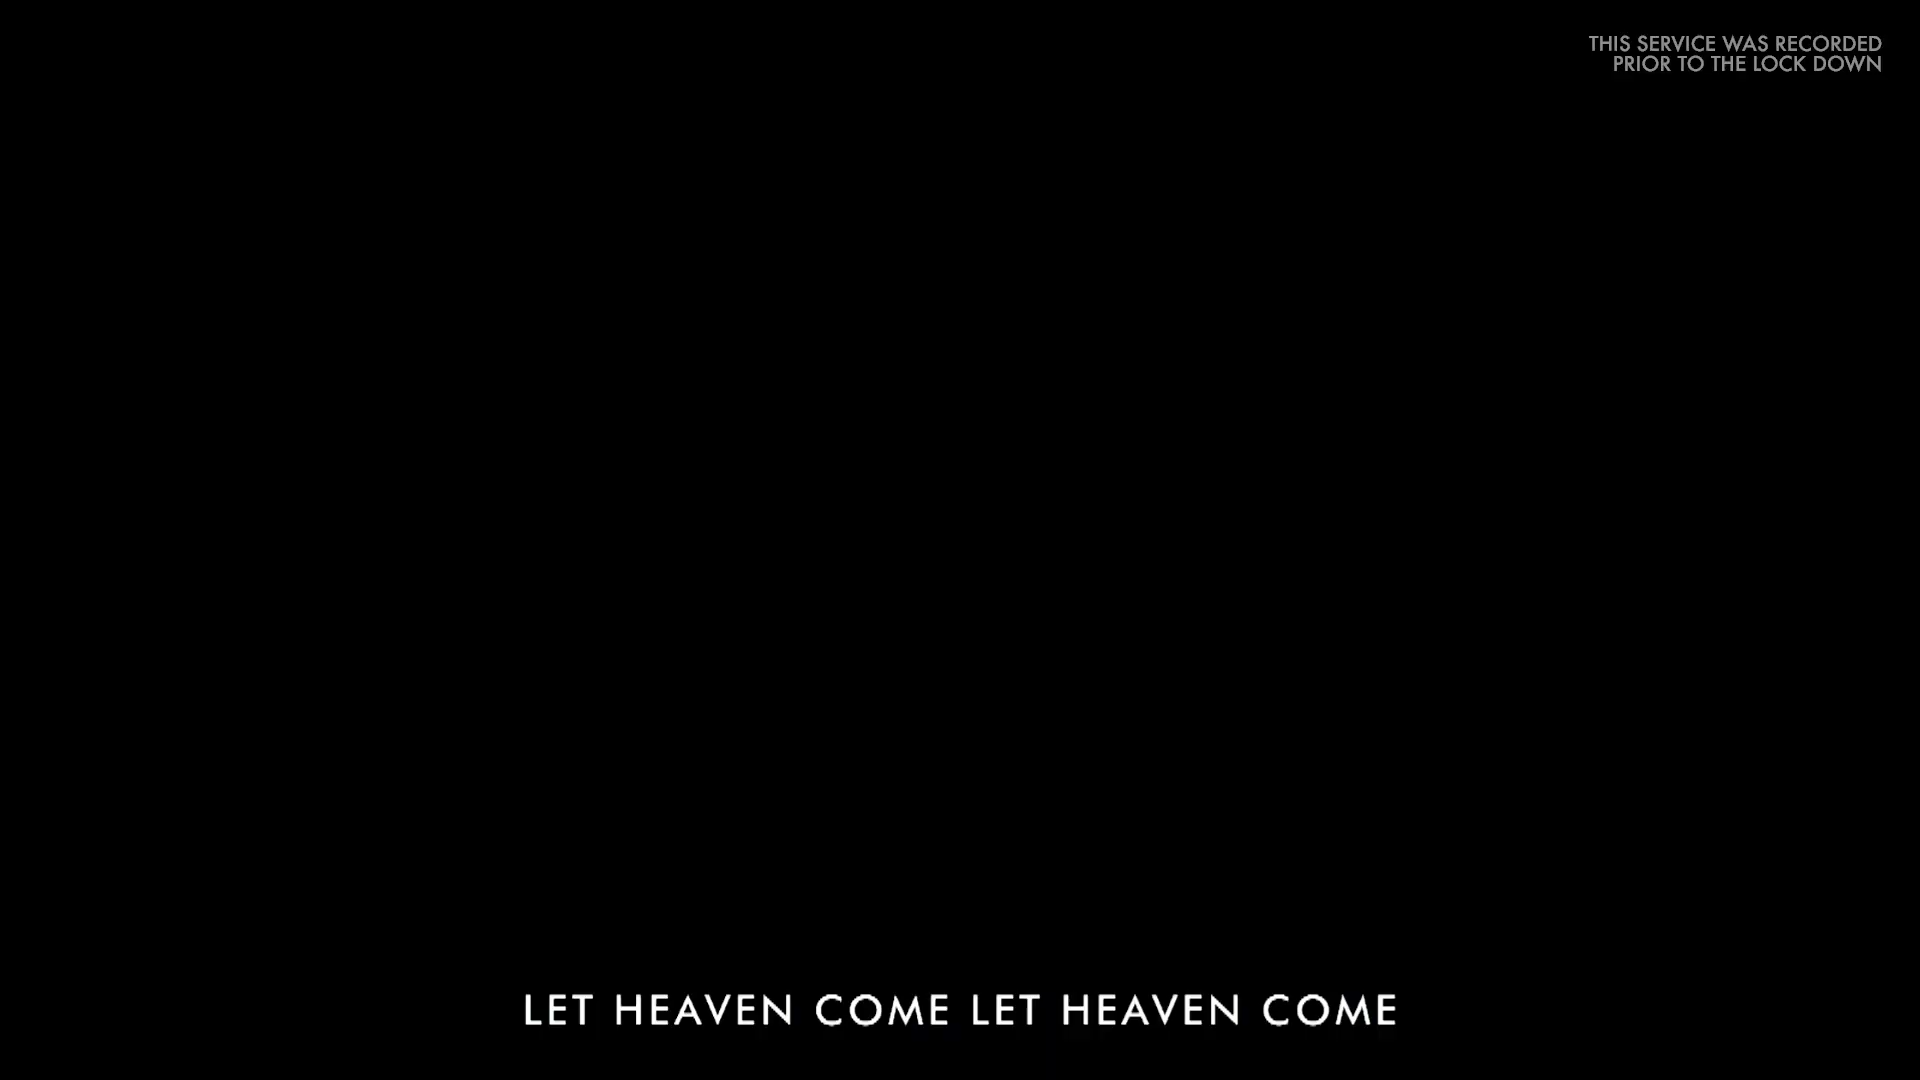 THIS SERVICE WAS RECORDED
PRIOR TO THE LOCK DOWN
LET HEAVEN COME LET HEAVEN COME